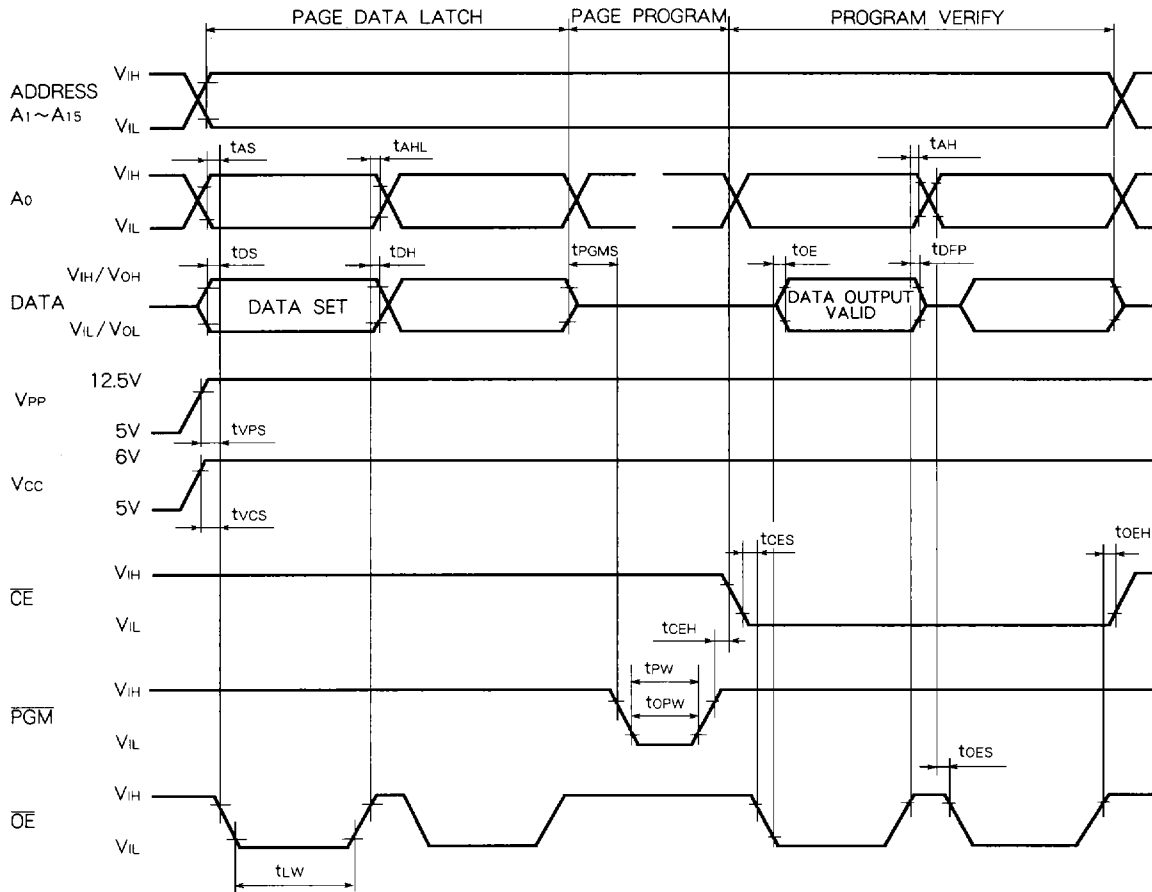 PAGE DATA LATCH PAGE PROGRAM PROGRAM VERIFY
ADDRESS
A1~A15
VIH
VIL
tAS tAHL tAH
A0
VIH
VIL
tDS tDH tPGMS tOE tDFP
DATA
VIH/VOH
VIL/VOL
DATA SET
DATA OUTPUT
VALID
VPP
12.5V
5V
tVPS
VCC
6V
5V
tVCS
tCES tOEH
CE
VIH
VIL
tCEH
PGM
VIH
VIL
tPW
tOPW
tOES
OE
VIH
VIL
tLW